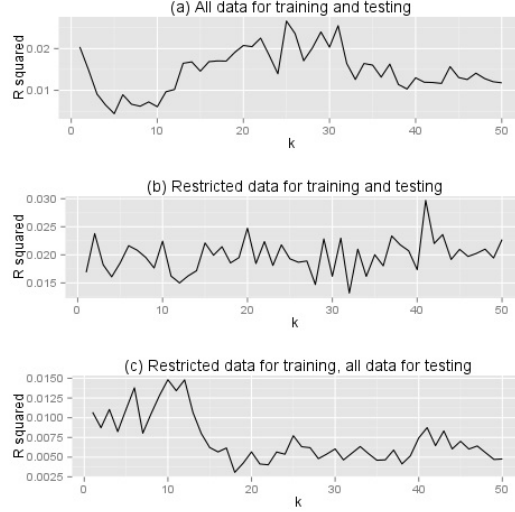 (a) All data for training and testing
R squared
0.02
0.01
0 10 20 30 40 50
k
(b) Restricted data for training and testing
R squared
0.030
0.025
0.020
0.015
0 10 20 30 40 50
k
(c) Restricted data for training, all data for testing
R squared
0.0150
0.0125
0.0100
0.0075
0.0050
0.0025
0 10 20 30 40 50
k